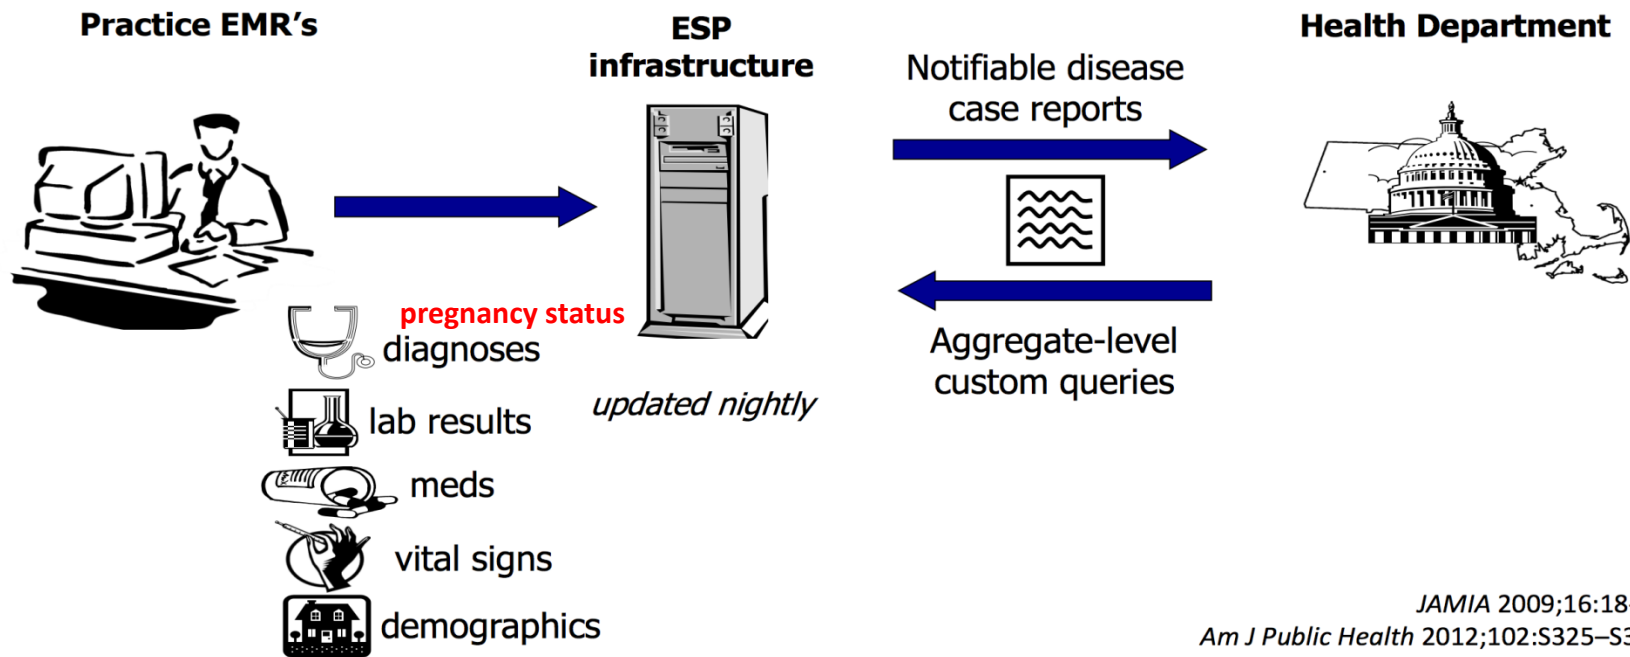 Practice EMR's
ESP
infrastructure
Health Department
Notifiable disease
case reports
Aggregate-level
custom queries
updated nightly
pregnancy status
diagnoses
lab results
meds
vital signs
demographics
JAMIA 2009;16:18-
Am J Public Health 2012;102:S325–S3